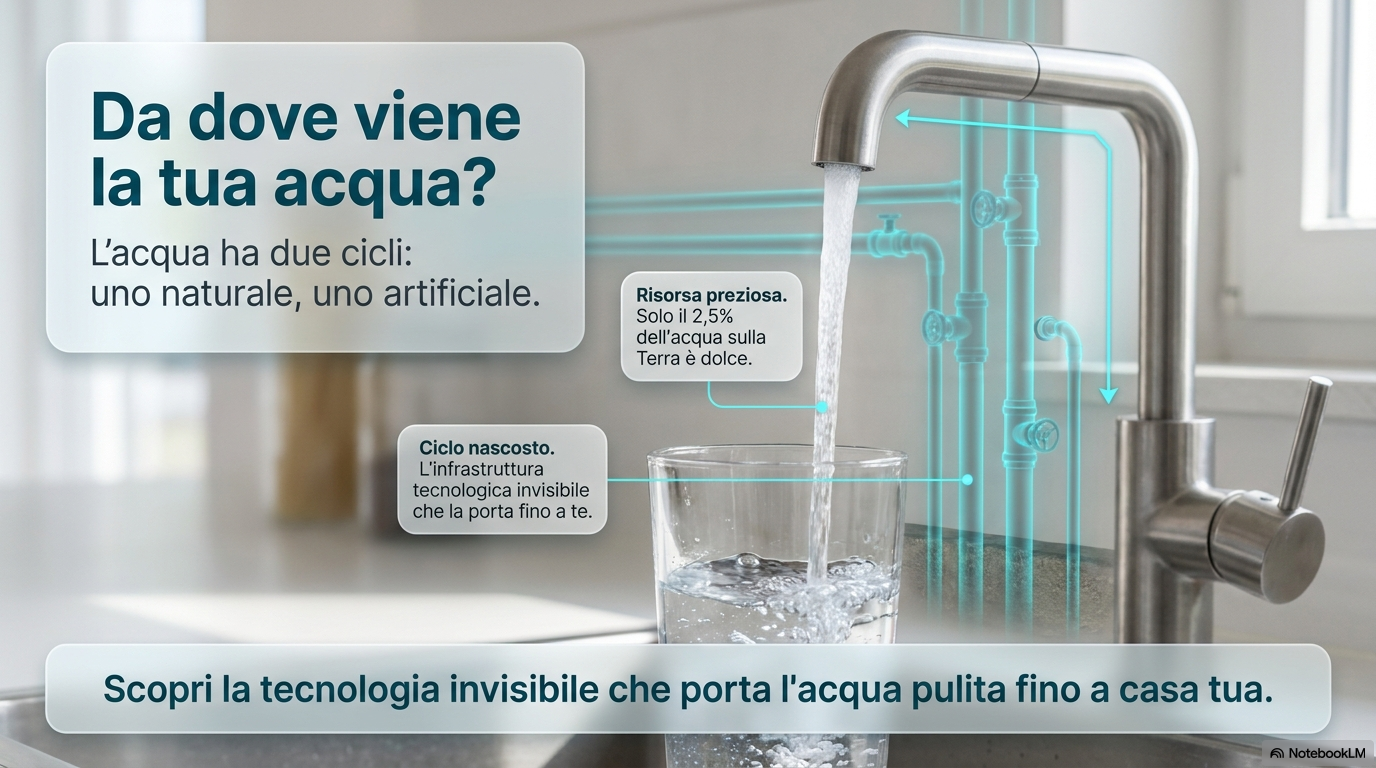 Da dove viene
la tua acqua?
L'acqua ha due cicli:
uno naturale, uno artificiale.
Risorsa preziosa.
Solo il 2,5%
dell'acqua sulla
Terra è dolce.
Ciclo nascosto.
L'infrastruttura
tecnologica invisibile
che la porta fino a te.
Scopri la tecnologia invisibile che porta l'acqua pulita fino a casa tua.
NotebookLM